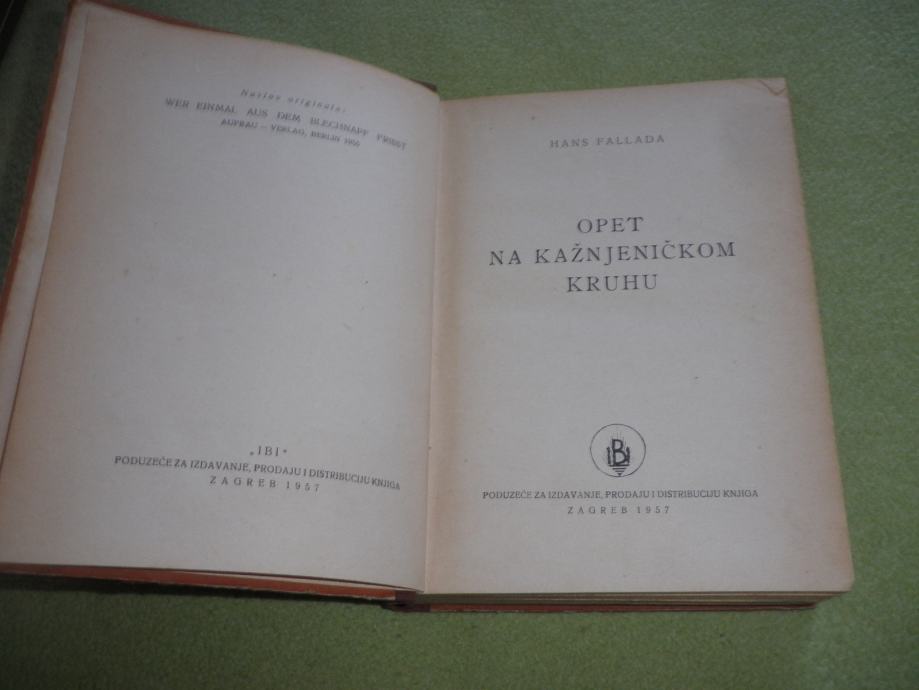 Naslov originala:
WER EINMAL AUS DEM BLECHNAPF FRISST
AUFBAU — VERLAG, BERLIN 1950
„IBI“
PODUZEĆE ZA IZDAVANJE, PRODAJU I DISTRIBUCIJU KNJIGA
ZAGREB 1957
HANS FALLADA
OPET
NA KAŽNJENIČKOM
KRUHU
IBI
PODUZEĆE ZA IZDAVANJE, PRODAJU I DISTRIBUCIJU KNJIGA
ZAGREB 1957